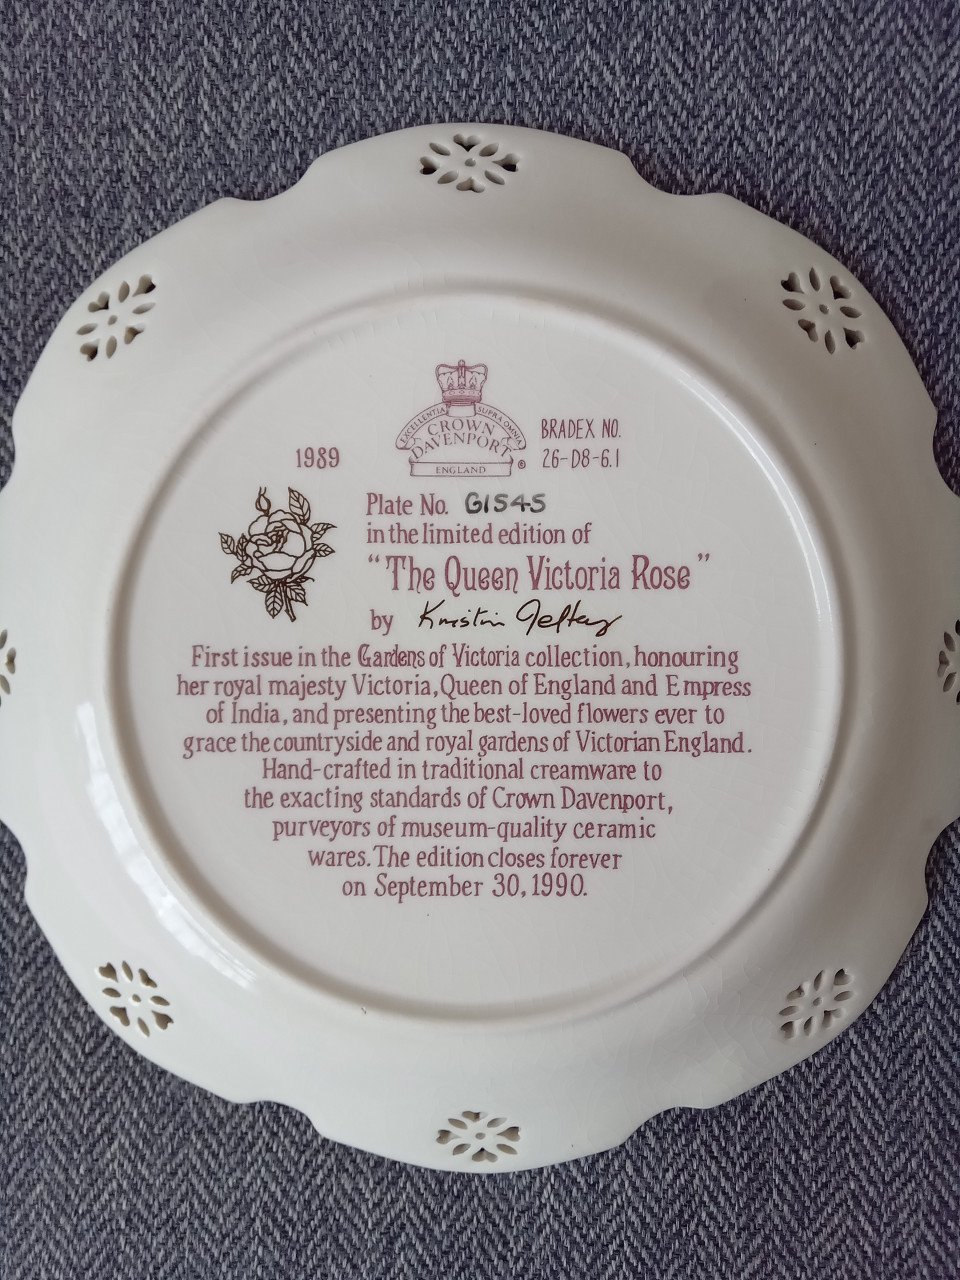 EXCELLENTIA SUPRA OMNIA
CROWN
DAVENPORT
ENGLAND ®
1989
BRADEX NO.
26-D8-6.1
Plate No. G1545
in the limited edition of
"The Queen Victoria Rose"
by
First issue in the Gardens of Victoria collection, honouring
her royal majesty Victoria, Queen of England and Empress
of India, and presenting the best-loved flowers ever to
grace the countryside and royal gardens of Victorian England.
Hand-crafted in traditional creamware to
the exacting standards of Crown Davenport,
purveyors of museum-quality ceramic
wares. The edition closes forever
on September 30, 1990.